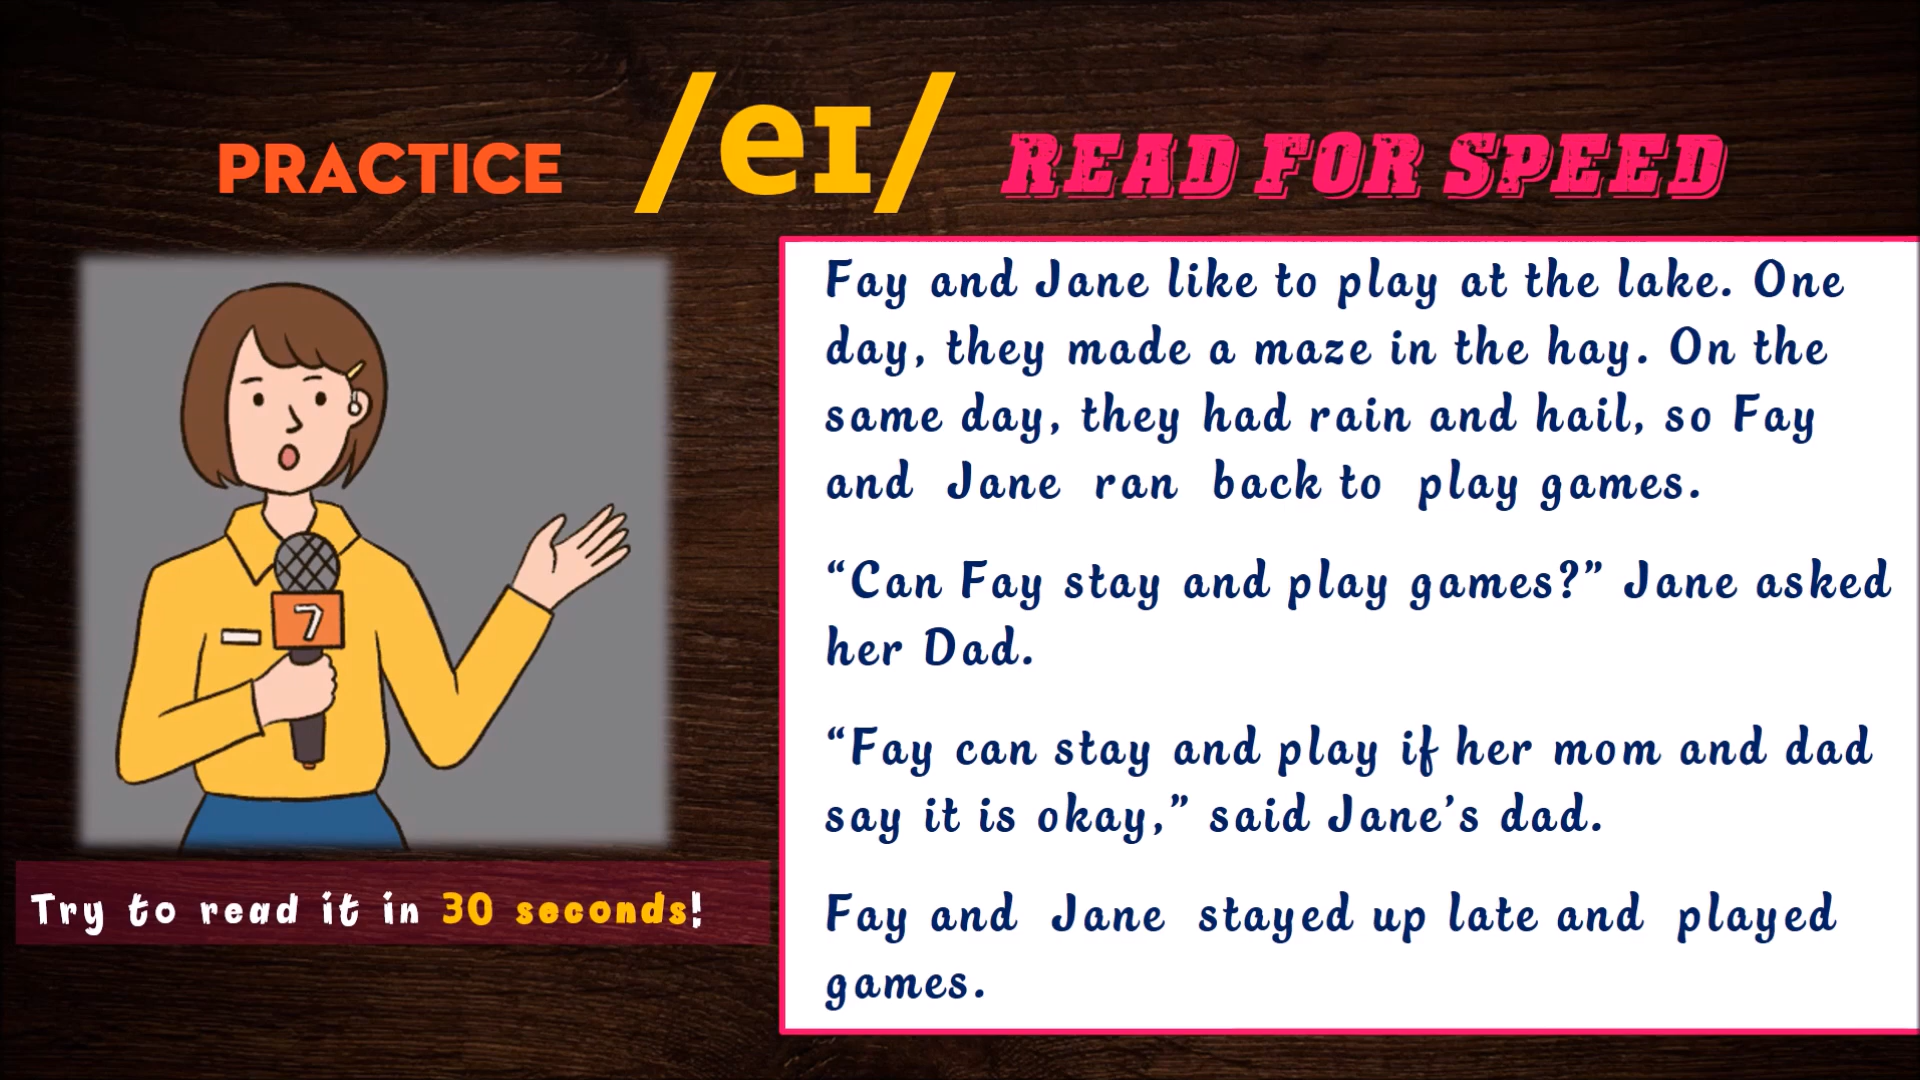 PRACTICE /eɪ/ READ FOR SPEED
Fay and Jane like to play at the lake. One
day, they made a maze in the hay. On the
same day, they had rain and hail, so Fay
and Jane ran back to play games.
“Can Fay stay and play games?” Jane asked
her Dad.
“Fay can stay and play if her mom and dad
say it is okay,” said Jane’s dad.
Fay and Jane stayed up late and played
games.
7
Try to read it in 30 seconds!